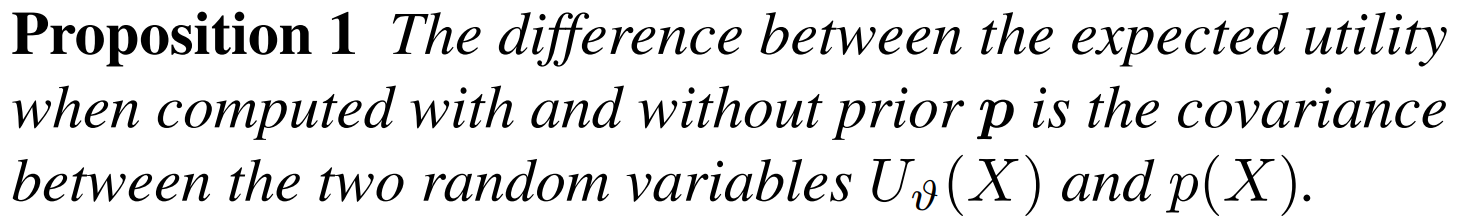 Proposition 1 The difference between the expected utility
when computed with and without prior p is the covariance
between the two random variables U_ϑ(X) and p(X).